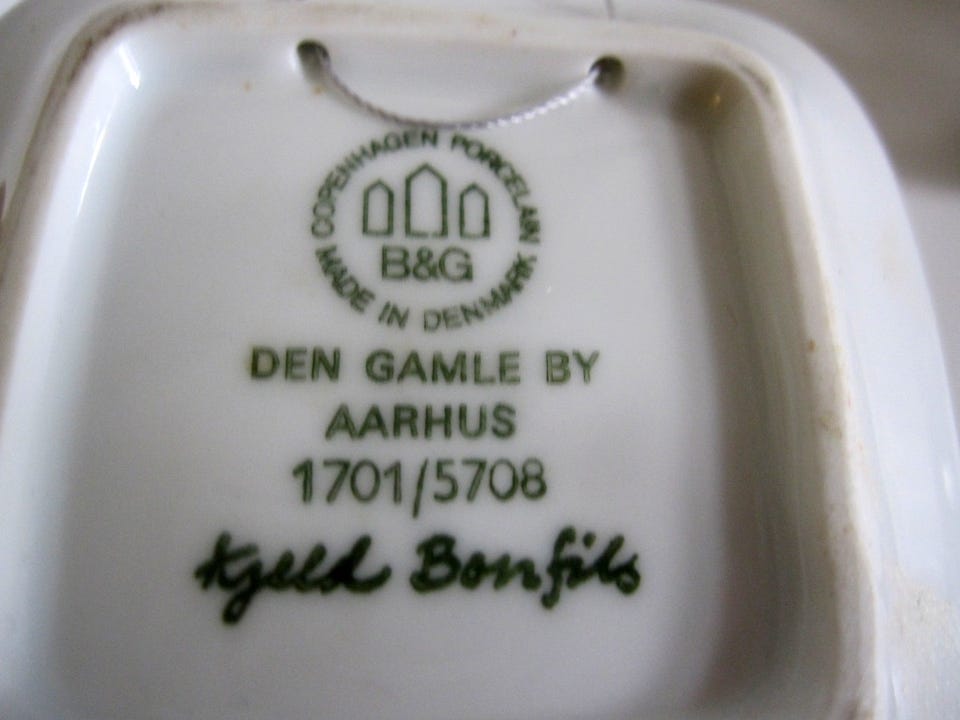 COPENHAGEN PORCELAIN
B&G
MADE IN DENMARK
DEN GAMLE BY
AARHUS
1701/5708
Kjeld Bonfils